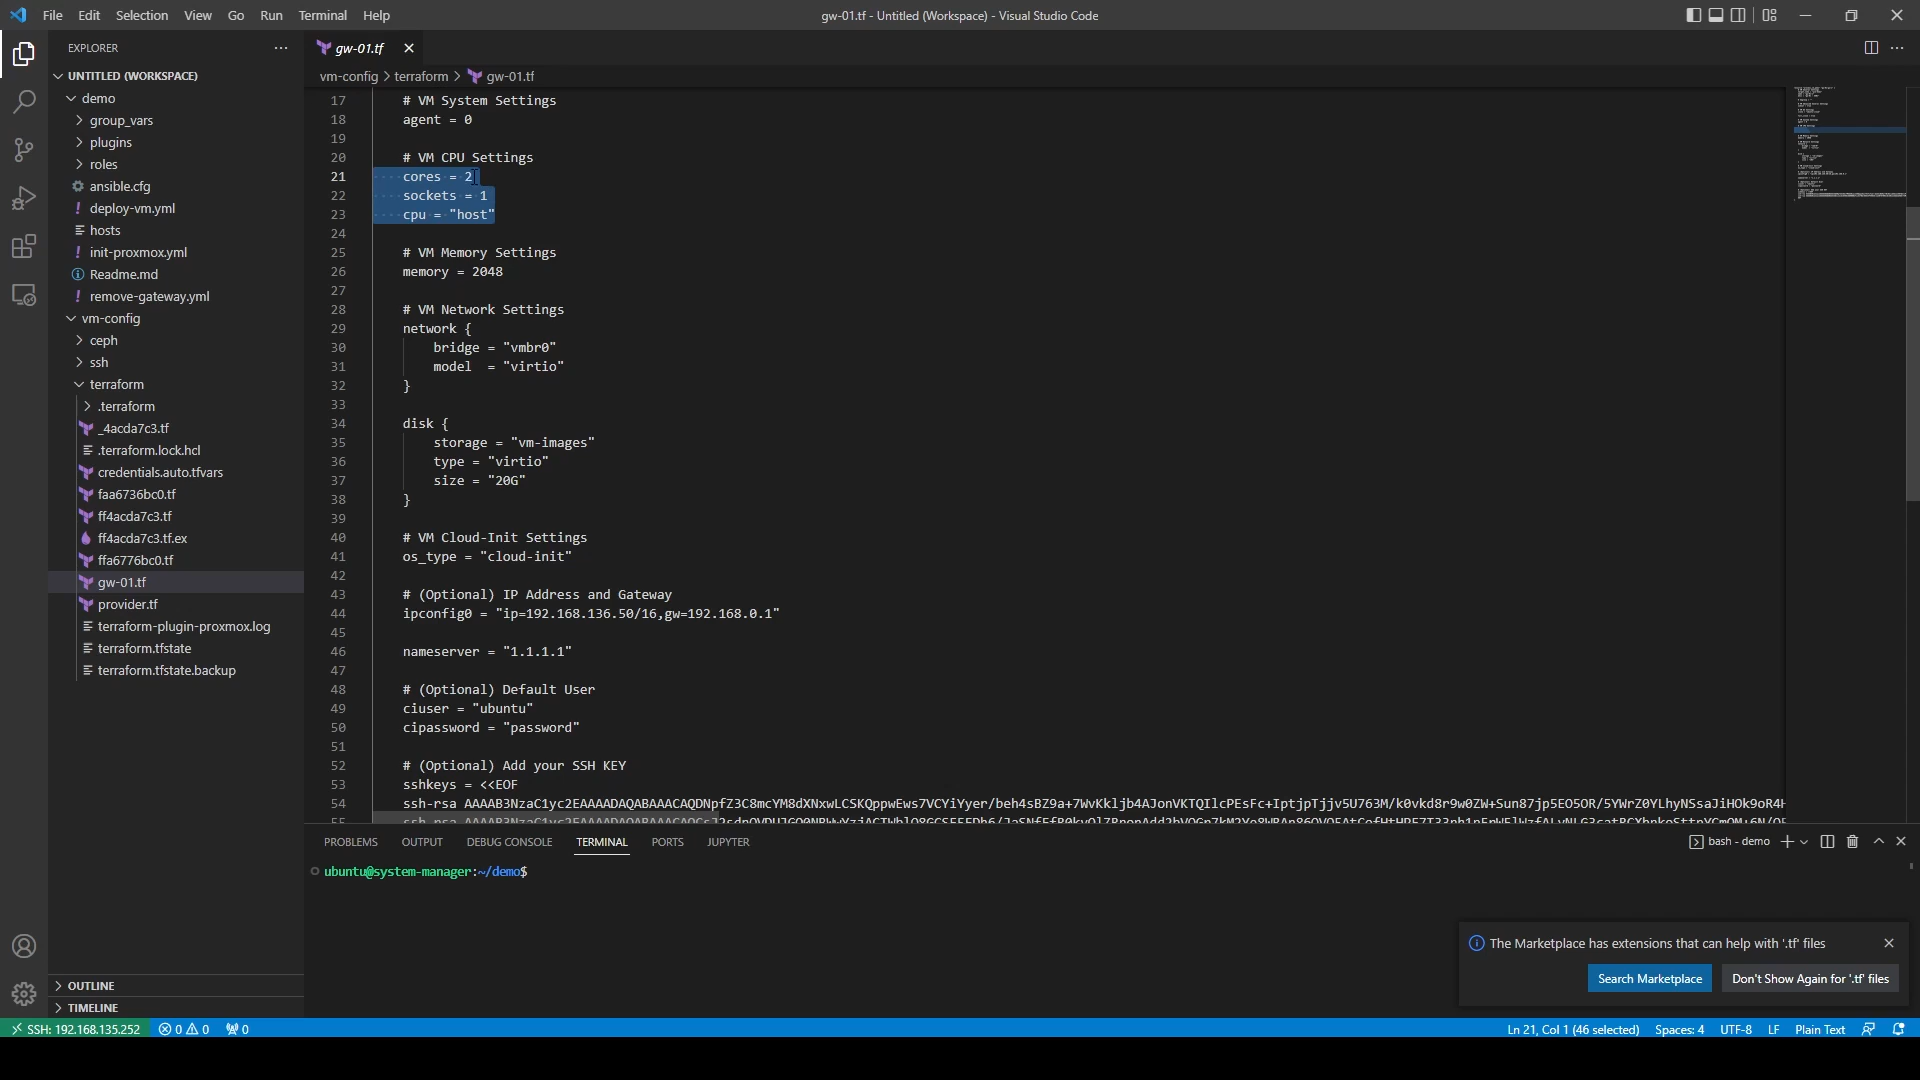 File Edit Selection View Go Run Terminal Help
gw-01.tf - Untitled (Workspace) - Visual Studio Code
EXPLORER
UNTITLED (WORKSPACE)
demo
group_vars
plugins
roles
ansible.cfg
deploy-vm.yml
hosts
init-proxmox.yml
Readme.md
remove-gateway.yml
vm-config
ceph
ssh
terraform
.terraform
_4acda7c3.tf
.terraform.lock.hcl
credentials.auto.tfvars
faa6736bc0.tf
ff4acda7c3.tf
ff4acda7c3.tf.ex
ffa6776bc0.tf
gw-01.tf
provider.tf
terraform-plugin-proxmox.log
terraform.tfstate
terraform.tfstate.backup
OUTLINE
TIMELINE
gw-01.tf
vm-config > terraform > gw-01.tf
17 # VM System Settings
18 agent = 0
19
20 # VM CPU Settings
21 cores = 2
22 sockets = 1
23 cpu = "host"
24
25 # VM Memory Settings
26 memory = 2048
27
28 # VM Network Settings
29 network {
30 bridge = "vmbr0"
31 model  = "virtio"
32 }
33
34 disk {
35 storage = "vm-images"
36 type = "virtio"
37 size = "20G"
38 }
39
40 # VM Cloud-Init Settings
41 os_type = "cloud-init"
42
43 # (Optional) IP Address and Gateway
44 ipconfig0 = "ip=192.168.136.50/16,gw=192.168.0.1"
45
46 nameserver = "1.1.1.1"
47
48 # (Optional) Default User
49 ciuser = "ubuntu"
50 cipassword = "password"
51
52 # (Optional) Add your SSH KEY
53 sshkeys = <<EOF
54 ssh-rsa
PROBLEMS OUTPUT DEBUG CONSOLE TERMINAL PORTS JUPYTER
bash - demo
ubuntu@system-manager:~/demo$
The Marketplace has extensions that can help with '.tf' files
Search Marketplace Don't Show Again for '.tf' files
SSH: 192.168.135.252 0 0 0
Ln 21, Col 1 (46 selected) Spaces: 4 UTF-8 LF Plain Text